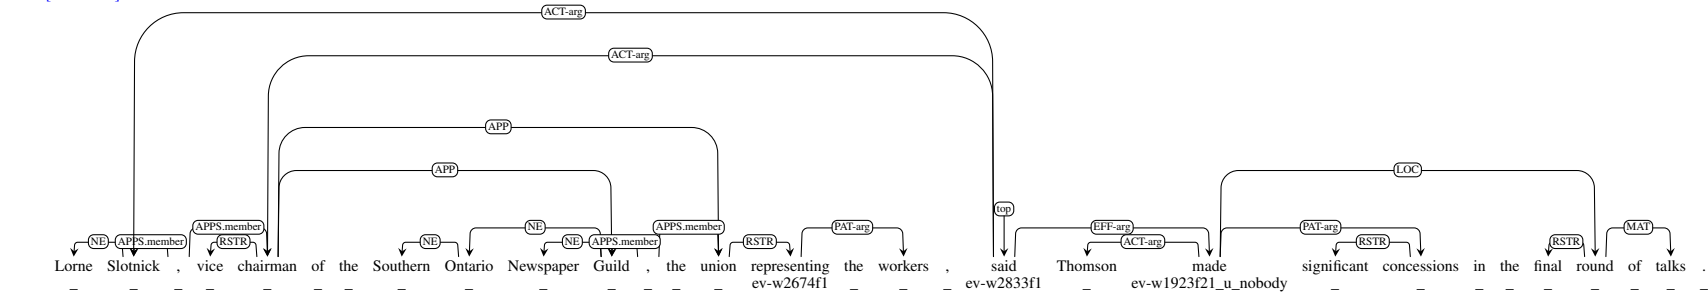 ACT-arg
ACT-arg
APP
APP LOC
top
APPS.member NE APPS.member PAT-arg EFF-arg PAT-arg MAT
NE APPS.member RSTR NE NE APPS.member RSTR ACT-arg RSTR RSTR
Lorne Slotnick , vice chairman of the Southern Ontario Newspaper Guild , the union representing the workers , said Thomson made significant concessions in the final round of talks .
_ _ _ _ _ _ _ _ _ _ _ _ _ _ ev-w2674f1 _ _ _ ev-w2833f1 _ ev-w1923f21_u_nobody _ _ _ _ _ _ _ _ _